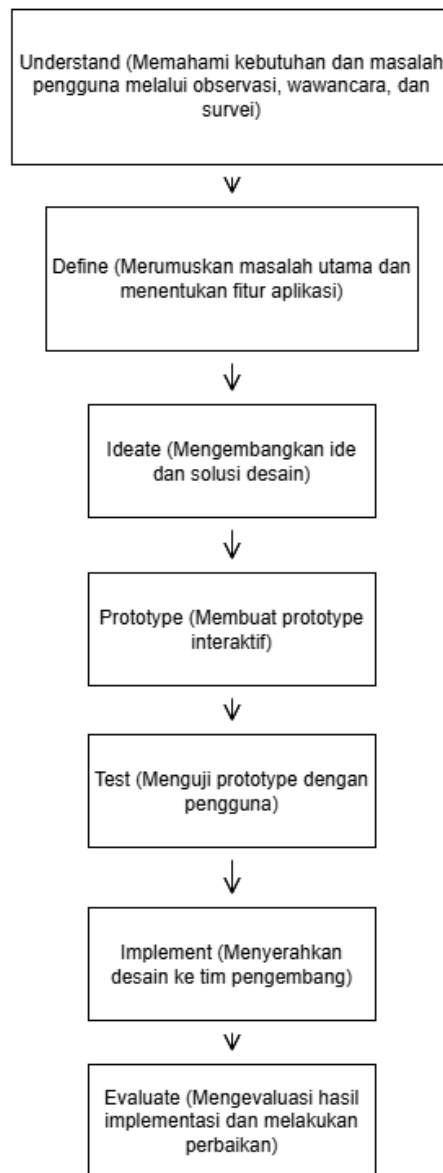 Understand (Memahami kebutuhan dan masalah
pengguna melalui observasi, wawancara, dan
survei)
Define (Merumuskan masalah utama dan
menentukan fitur aplikasi)
Ideate (Mengembangkan ide
dan solusi desain)
Prototype (Membuat prototype
interaktif)
Test (Menguji prototype dengan
pengguna)
Implement (Menyerahkan
desain ke tim pengembang)
Evaluate (Mengevaluasi hasil
implementasi dan melakukan
perbaikan)